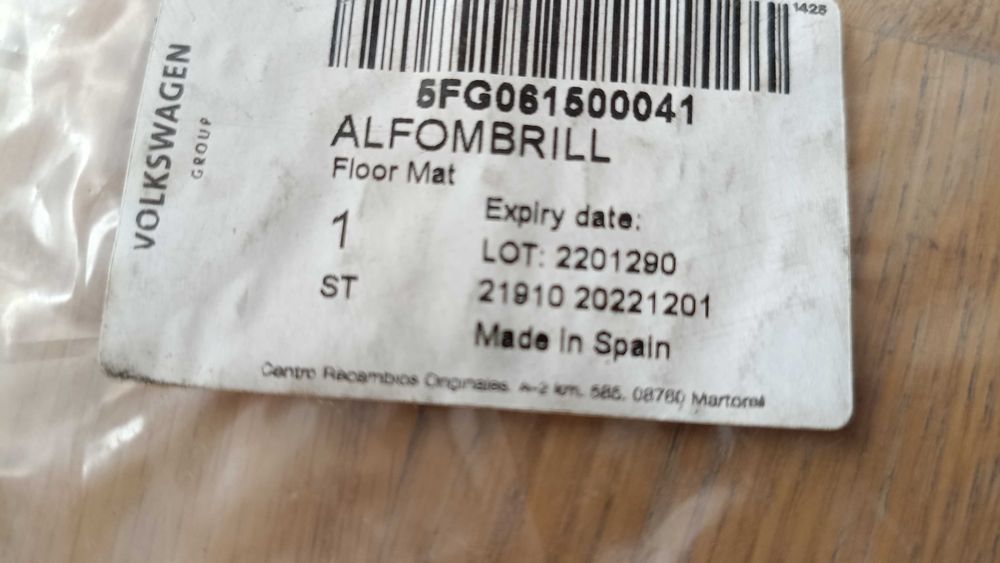 1425
VOLKSWAGEN
GROUP
5FG061500041
ALFOMBRILL
Floor Mat
1
ST
Expiry date:
LOT: 2201290
21910 20221201
Made in Spain
Centro Recambios Originales. A-2 km. 585. 08760 Martorell